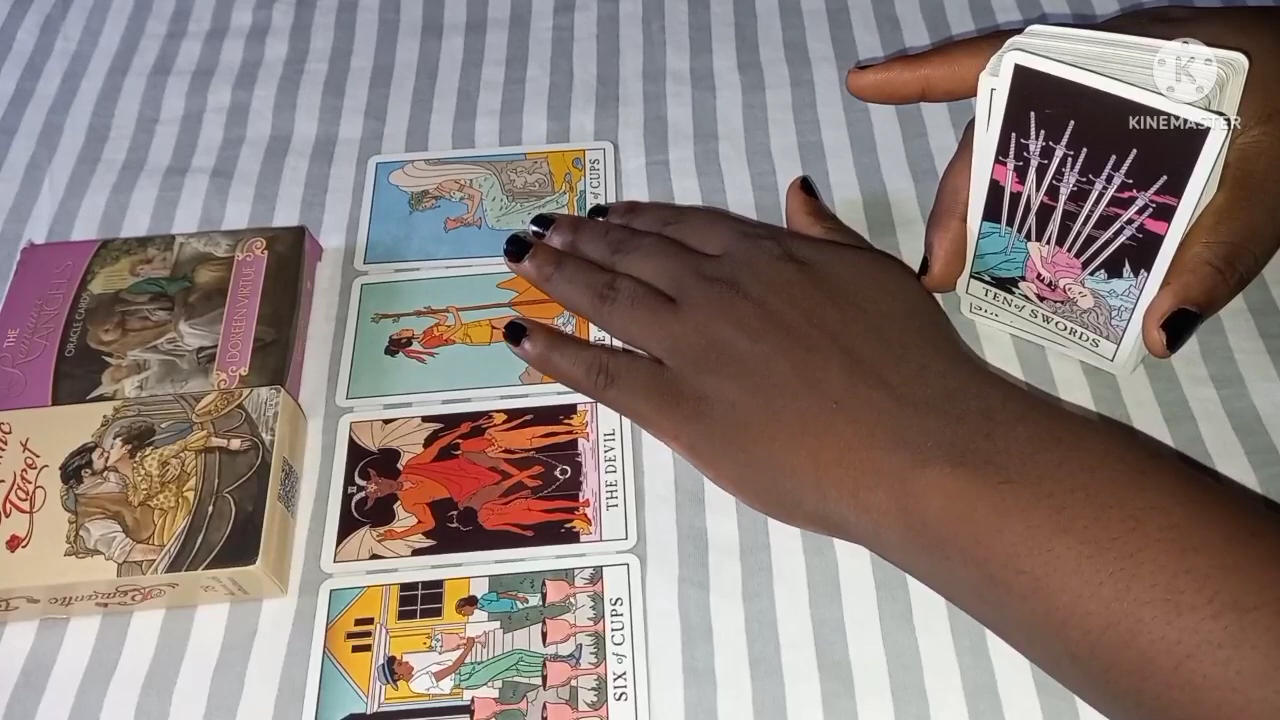 KINEMASTER
TEN of SWORDS
of CUPS
THE DEVIL
SIX of CUPS
THE
Romance
ANGELS
ORACLE CARDS
DOREEN VIRTUE
Tarot
Romantic